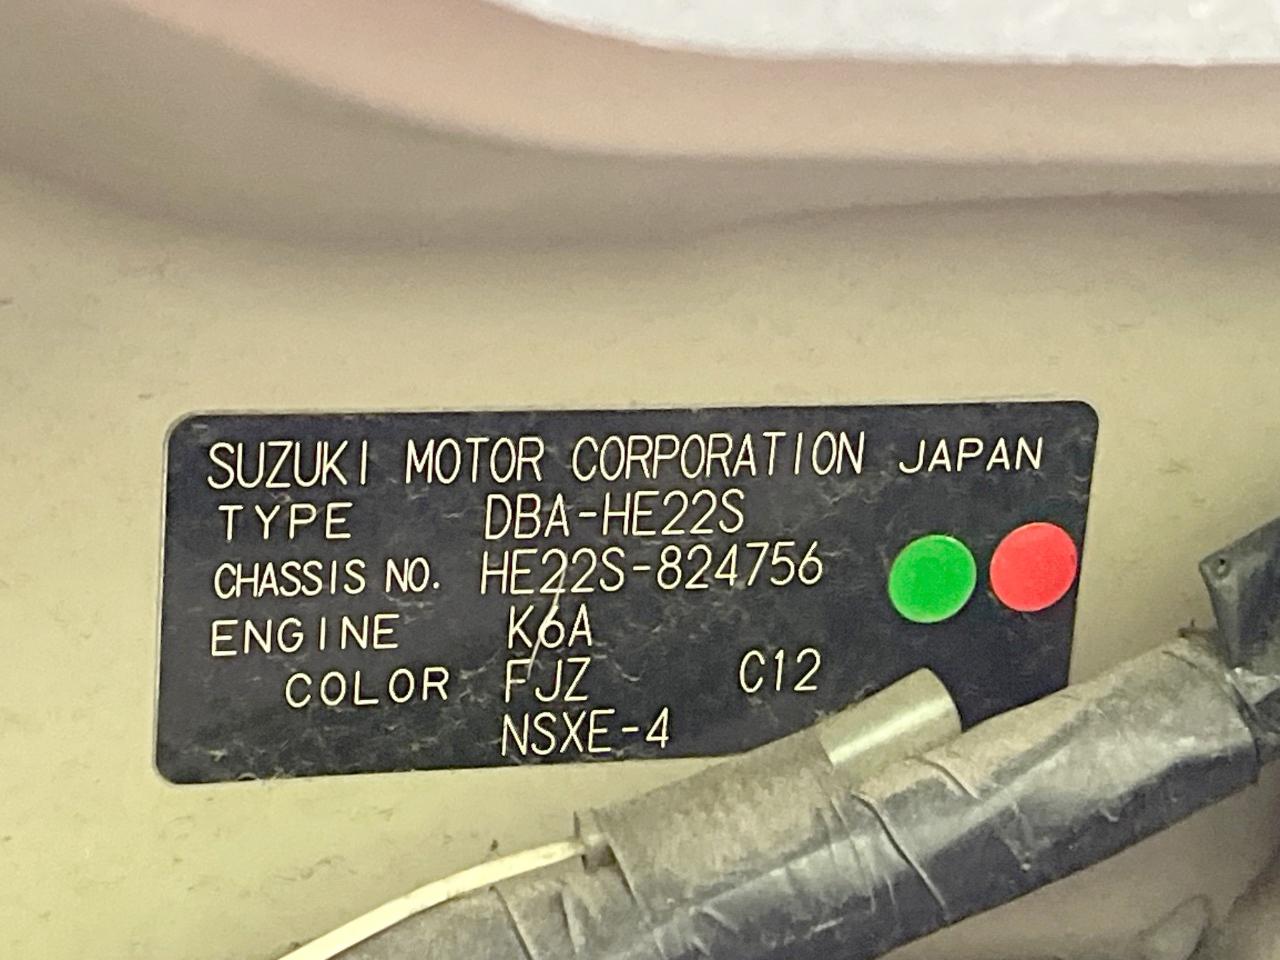 SUZUKI MOTOR CORPORATION JAPAN
TYPE DBA-HE22S
CHASSIS NO. HE22S-824756
ENGINE K6A
COLOR FJZ C12
NSXE-4